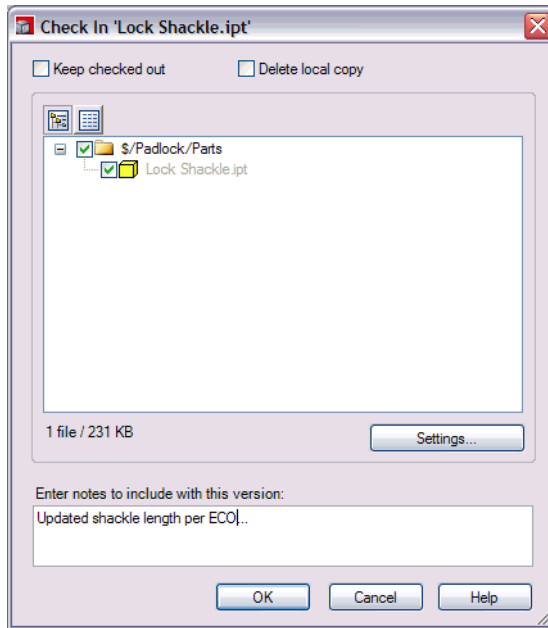 Check In 'Lock Shackle.ipt'
Keep checked out
Delete local copy
$/Padlock/Parts
Lock Shackle.ipt
1 file / 231 KB
Settings...
Enter notes to include with this version:
Updated shackle length per ECO...
OK
Cancel
Help